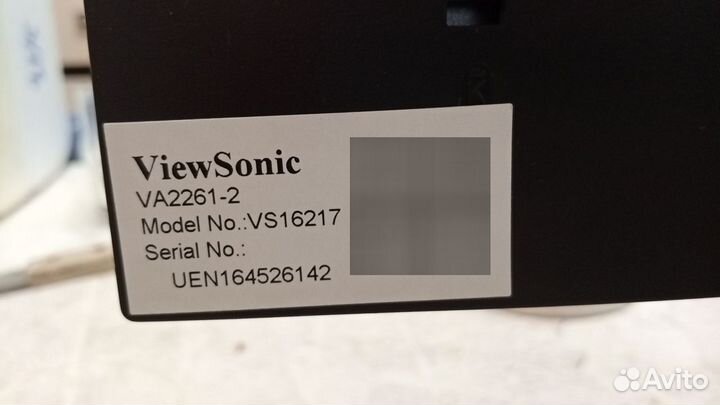 ViewSonic
VA2261-2
Model No.:VS16217
Serial No.:
UEN164526142
Avito